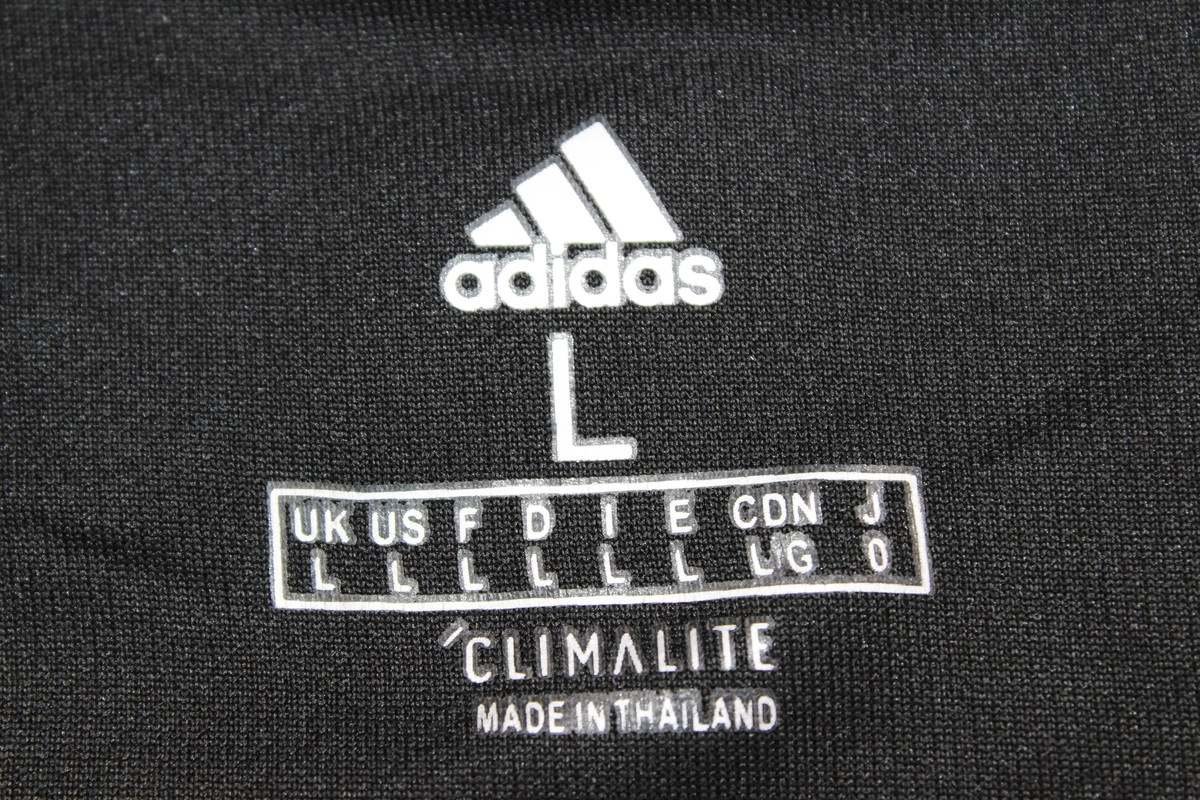 adidas
L
UK US F D I E CDN J
L L L L L L LG O
CLIMALITE
MADE IN THAILAND